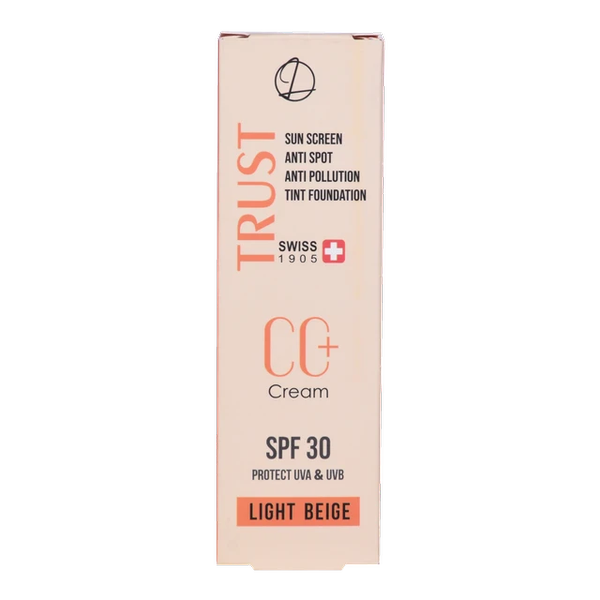 TRUST
SUN SCREEN
ANTI SPOT
ANTI POLLUTION
TINT FOUNDATION
SWISS
1905
CC+
Cream
SPF 30
PROTECT UVA & UVB
LIGHT BEIGE